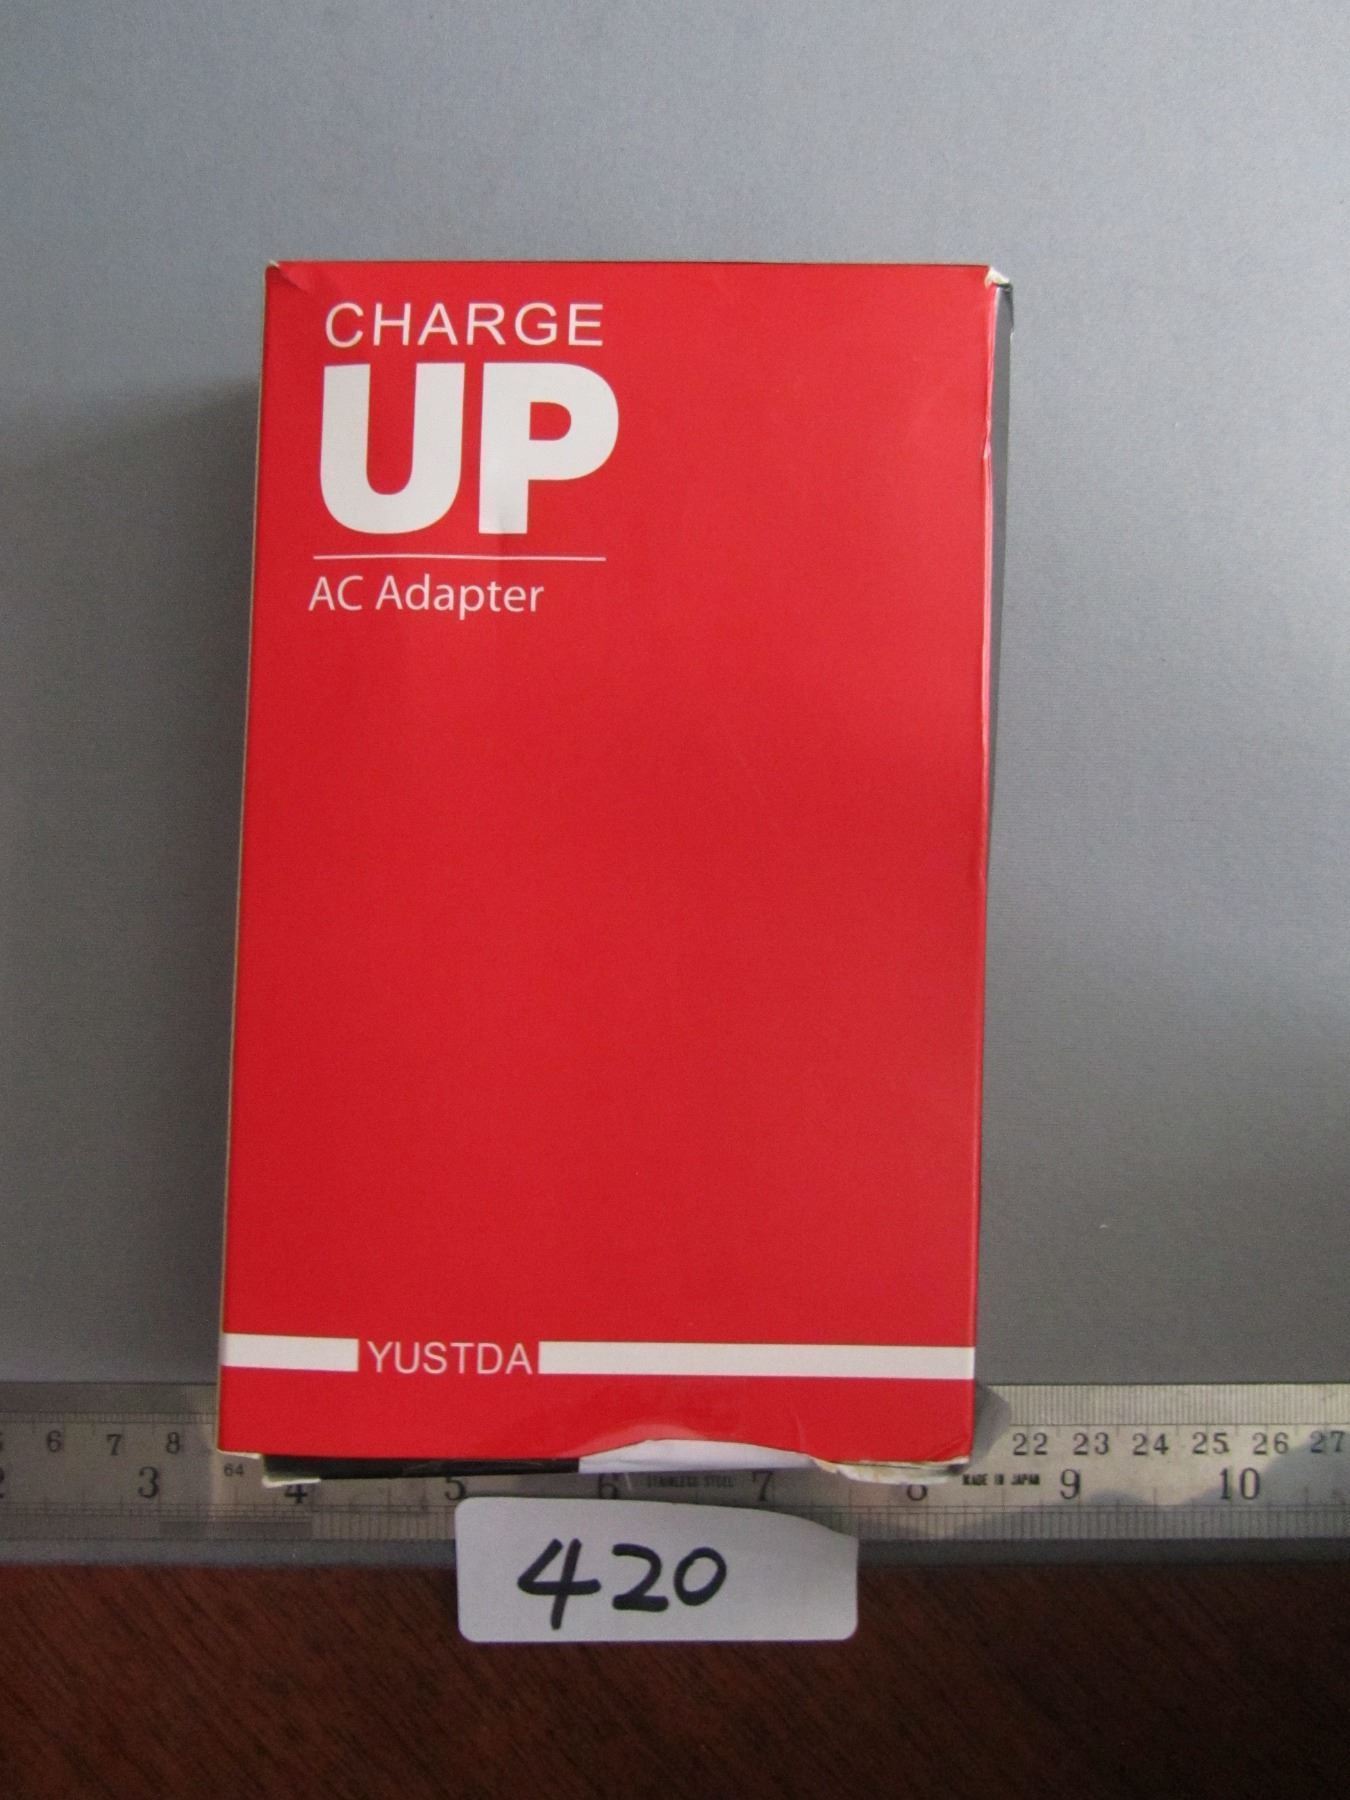 CHARGE
UP
AC Adapter
YUSTDA
6 7 8 22 23 24 25 26 27
3 64 4 5 6 STAINLESS STEEL 7 8 MADE IN JAPAN 9 10
420